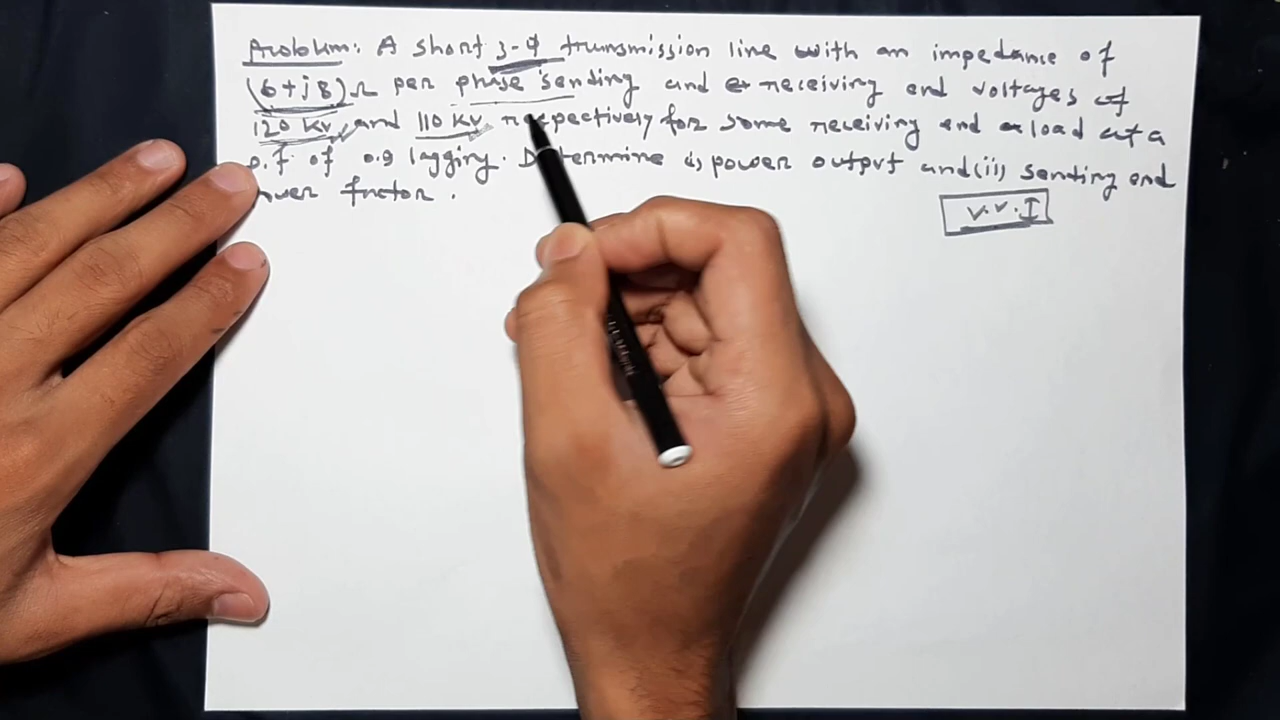 Problem: A short 3-φ transmission line with an impedance of
(6+j8)Ω per phase sending and receiving end voltages of
120 KV and 110 KV respectively for some receiving end load at a
p.f of 0.9 lagging. Determine i) power output and (ii) sending end
power factor.
V.V.I